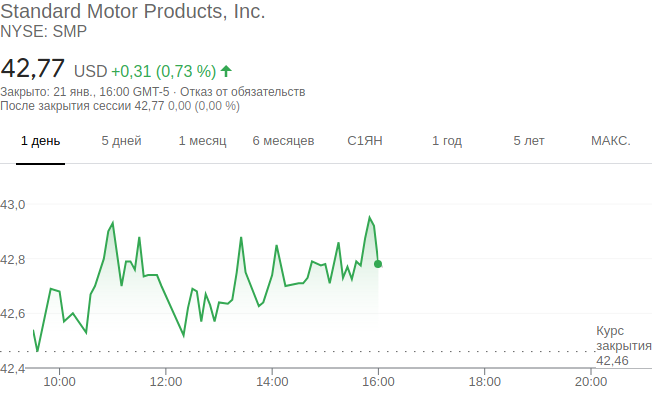 Standard Motor Products, Inc.
NYSE: SMP
42,77 USD +0,31 (0,73 %)
Закрыто: 21 янв., 16:00 GMT-5 · Отказ от обязательств
После закрытия сессии 42,77 0,00 (0,00 %)
1 день 5 дней 1 месяц 6 месяцев С1ЯН 1 год 5 лет МАКС.
43,0
42,8
42,6
Курс
закрытия
42,46
42,4
10:00 12:00 14:00 16:00 18:00 20:00